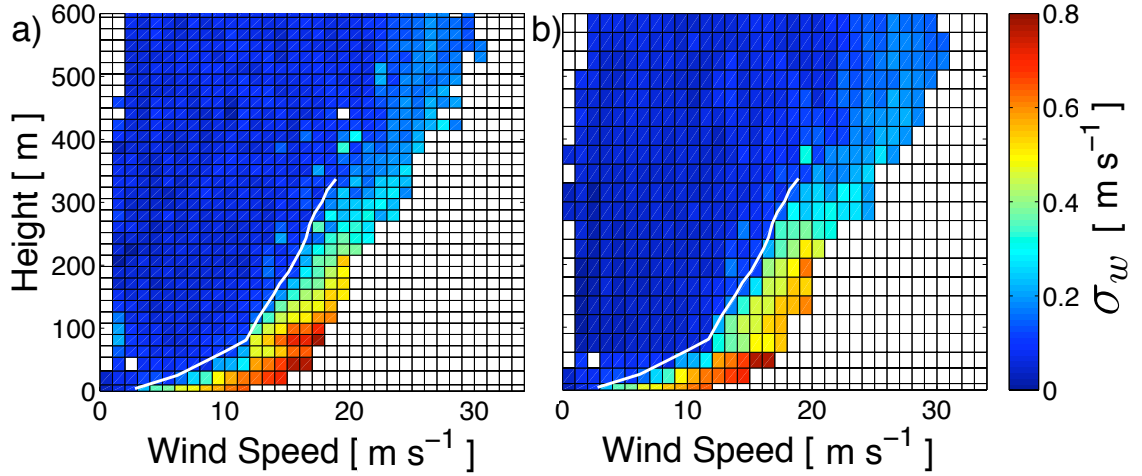 a)
600
500
400
300
200
100
0
Height [ m ]
0 10 20 30
Wind Speed [ m s⁻¹ ]
b)
0 10 20 30
Wind Speed [ m s⁻¹ ]
0.8
0.6
0.4
0.2
0
σ_w [ m s⁻¹ ]